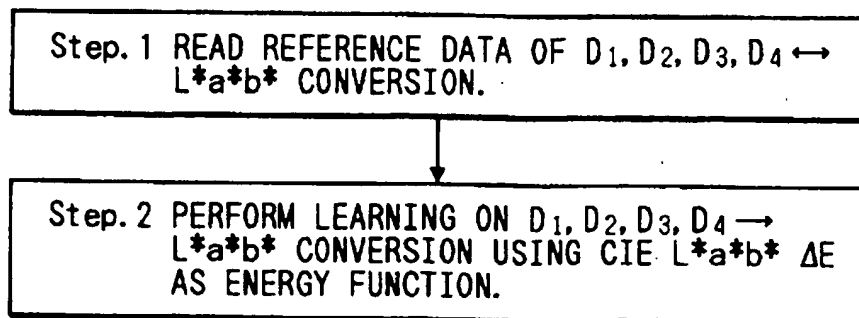 Step. 1 READ REFERENCE DATA OF D1, D2, D3, D4 ↔
L*a*b* CONVERSION.
Step. 2 PERFORM LEARNING ON D1, D2, D3, D4 →
L*a*b* CONVERSION USING CIE L*a*b* ΔE
AS ENERGY FUNCTION.